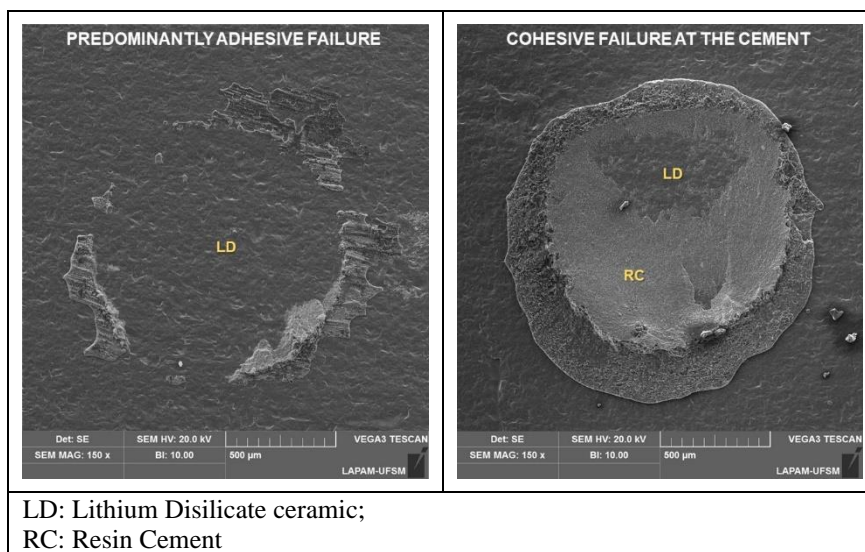 PREDOMINANTLY ADHESIVE FAILURE
LD
Det: SE SEM HV: 20.0 kV VEGA3 TESCAN
SEM MAG: 150 x BI: 10.00 500 µm
LAPAM-UFSM
COHESIVE FAILURE AT THE CEMENT
LD
RC
Det: SE SEM HV: 20.0 kV VEGA3 TESCAN
SEM MAG: 150 x BI: 10.00 500 µm
LAPAM-UFSM
LD: Lithium Disilicate ceramic;
RC: Resin Cement